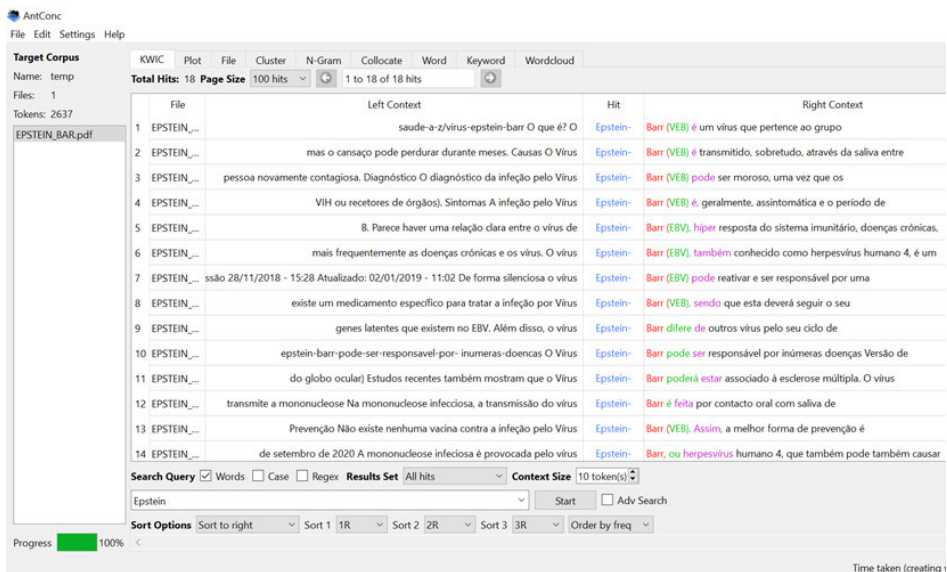 AntConc
File Edit Settings Help
Target Corpus
Name: temp
Files: 1
Tokens: 2637
EPSTEIN_BAR.pdf
Progress 100%
KWIC Plot File Cluster N-Gram Collocate Word Keyword Wordcloud
Total Hits: 18 Page Size 100 hits 1 to 18 of 18 hits
File Left Context Hit Right Context
1 EPSTEIN_... saude-a-z/virus-epstein-barr O que é? O Epstein- Barr (VEB) é um vírus que pertence ao grupo
2 EPSTEIN_... mas o cansaço pode perdurar durante meses. Causas O Vírus Epstein- Barr (VEB) é transmitido, sobretudo, através da saliva entre
3 EPSTEIN_... pessoa novamente contagiosa. Diagnóstico O diagnóstico da infeção pelo Vírus Epstein- Barr (VEB) pode ser moroso, uma vez que os
4 EPSTEIN_... VIH ou recetores de órgãos). Sintomas A infeção pelo Vírus Epstein- Barr (VEB) é, geralmente, assintomática e o período de
5 EPSTEIN_... B. Parece haver uma relação clara entre o vírus de Epstein- Barr (EBV), híper resposta do sistema imunitário, doenças crónicas,
6 EPSTEIN_... mais frequentemente as doenças crónicas e os vírus. O vírus Epstein- Barr (EBV), também conhecido como herpesvírus humano 4, é um
7 EPSTEIN_... ssão 28/11/2018 - 15:28 Atualizado: 02/01/2019 - 11:02 De forma silenciosa o vírus Epstein- Barr (EBV) pode reativar e ser responsável por uma
8 EPSTEIN_... existe um medicamento específico para tratar a infeção por Vírus Epstein- Barr (VEB), sendo que esta deverá seguir o seu
9 EPSTEIN_... genes latentes que existem no EBV. Além disso, o vírus Epstein- Barr difere de outros vírus pelo seu ciclo de
10 EPSTEIN_... epstein-barr-pode-ser-responsavel-por- inumeras-doencas O Vírus Epstein- Barr pode ser responsável por inúmeras doenças Versão de
11 EPSTEIN_... do globo ocular) Estudos recentes também mostram que o Vírus Epstein- Barr poderá estar associado à esclerose múltipla. O vírus
12 EPSTEIN_... transmite a mononucleose Na mononucleose infecciosa, a transmissão do vírus Epstein- Barr é feita por contacto oral com saliva de
13 EPSTEIN_... Prevenção Não existe nenhuma vacina contra a infeção pelo Vírus Epstein- Barr (VEB). Assim, a melhor forma de prevenção é
14 EPSTEIN_... de setembro de 2020 A mononucleose infeciosa é provocada pelo vírus Epstein- Barr, ou herpesvírus humano 4, que também pode também causar
Search Query Words Case Regex Results Set All hits Context Size 10 token(s)
Epstein Start Adv Search
Sort Options Sort to right Sort 1 1R Sort 2 2R Sort 3 3R Order by freq
Time taken (creating